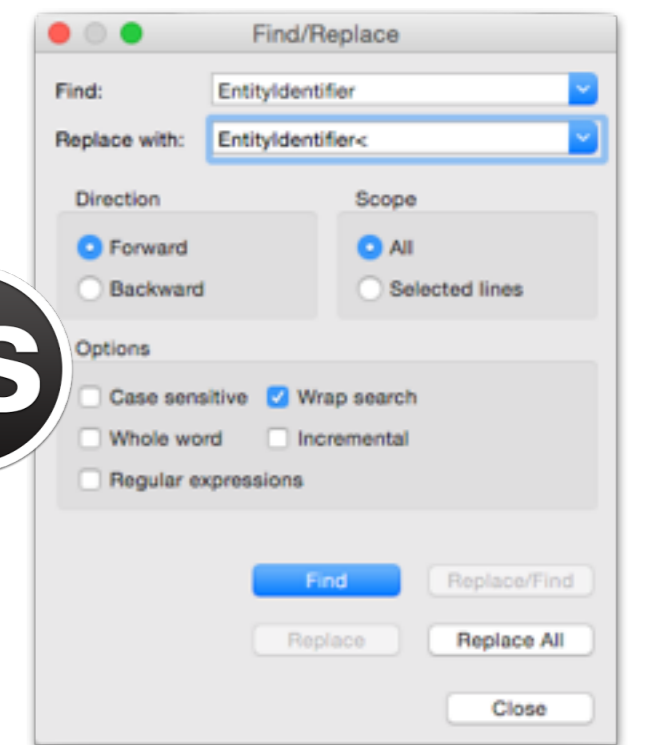 Find/Replace
Find: EntityIdentifier
Replace with: EntityIdentifier<
Direction Scope
Forward All
Backward Selected lines
S
Options
Case sensitive Wrap search
Whole word Incremental
Regular expressions
Find Replace/Find
Replace Replace All
Close